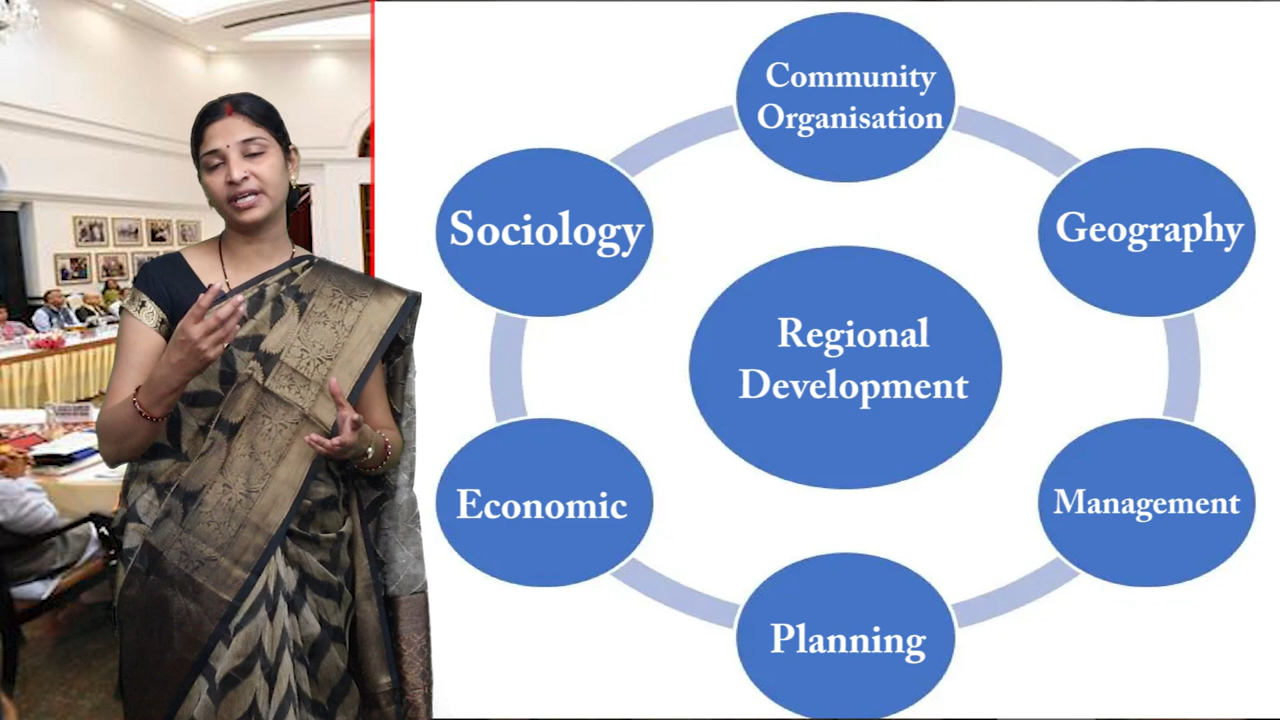 Community
Organisation
Sociology
Geography
Regional
Development
Economic
Management
Planning